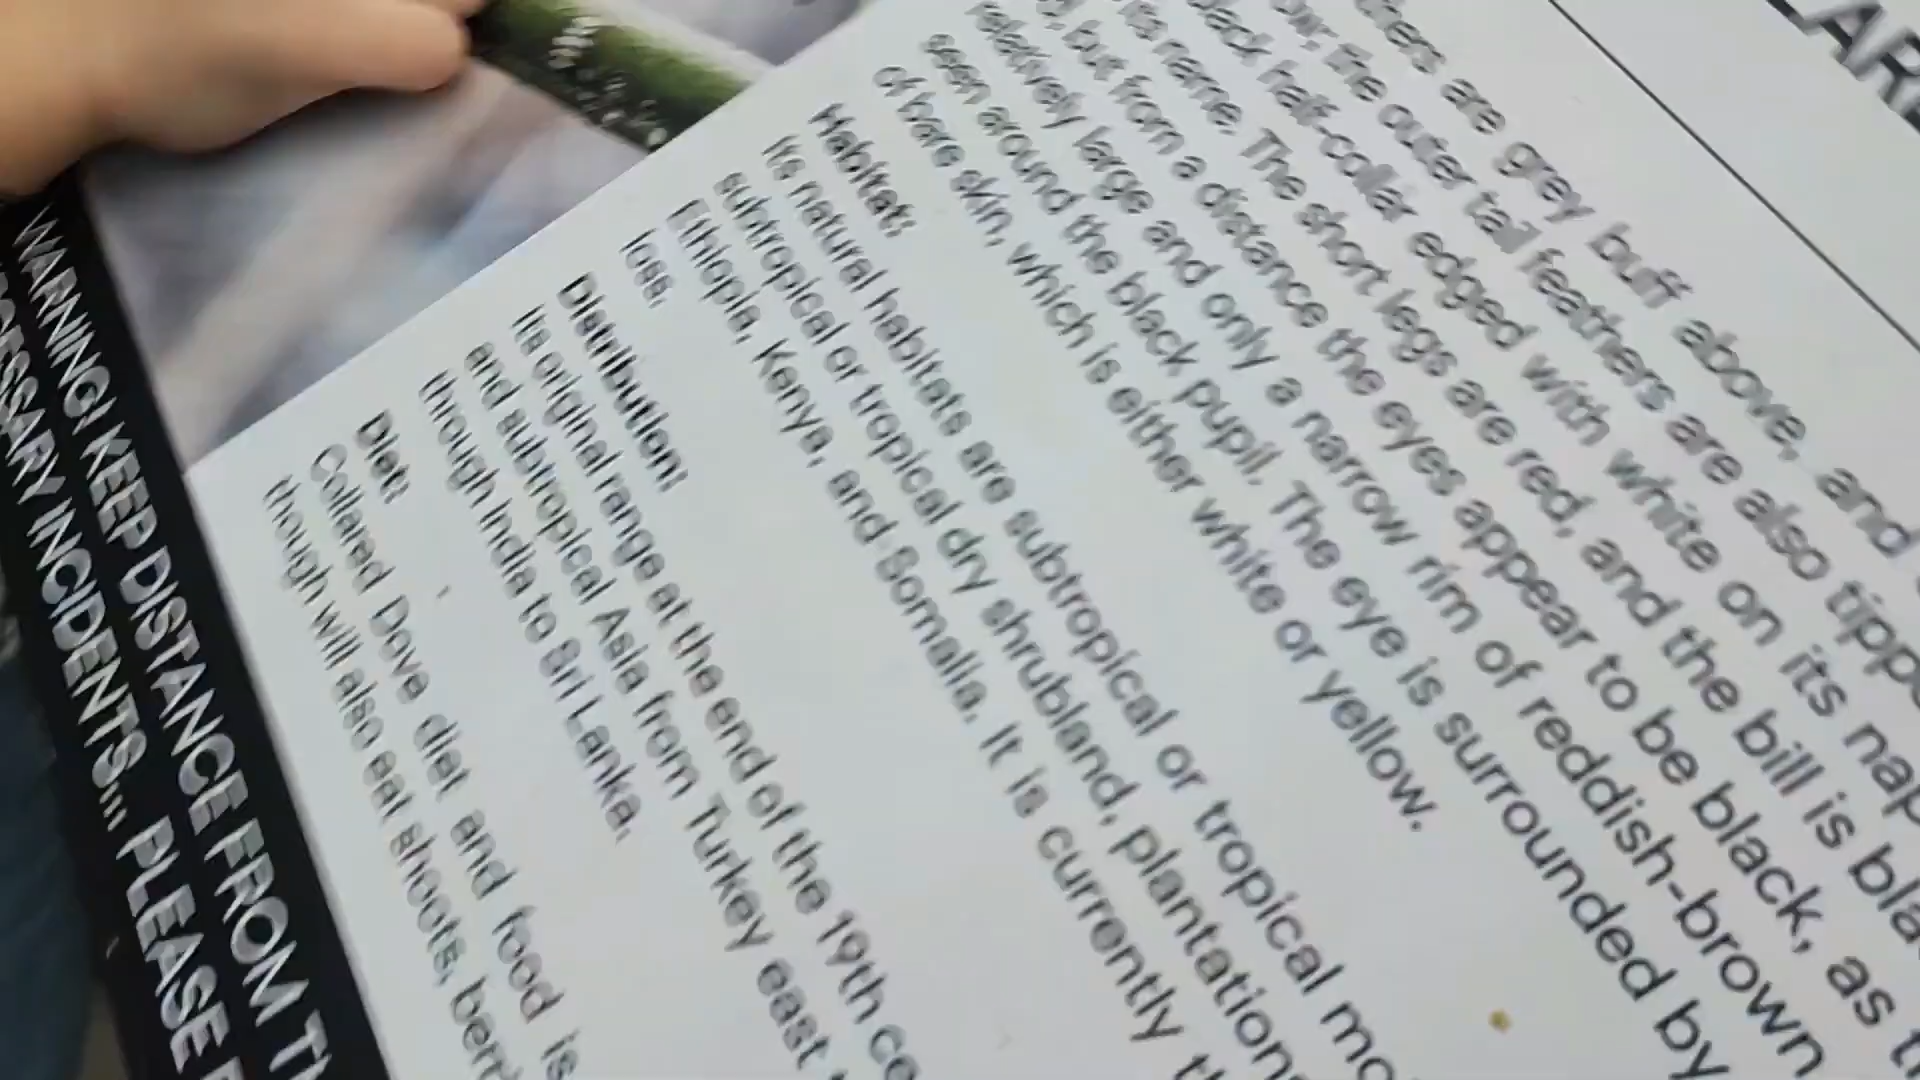 LARE
thers are grey buff above, and
our, the outer tail feathers are also tippe
black half-collar edged with white on its nap
its name. The short legs are red, and the bill is bla
, but from a distance the eyes appear to be black, as t
relatively large and only a narrow rim of reddish-brown
seen around the black pupil. The eye is surrounded by
of bare skin, which is either white or yellow.
Habitat:
Its natural habitats are subtropical or tropical mo
subtropical or tropical dry shrubland, plantation
Ethiopia, Kenya, and Somalia. It is currently th
loss.
Distribution:
Its original range at the end of the 19th ce
and subtropical Asia from Turkey east
through India to Sri Lanka.
Diet:
Collared Dove diet and food is
though will also eat shoots, berri
WARNING! KEEP DISTANCE FROM TH
NECESSARY INCIDENTS... PLEASE